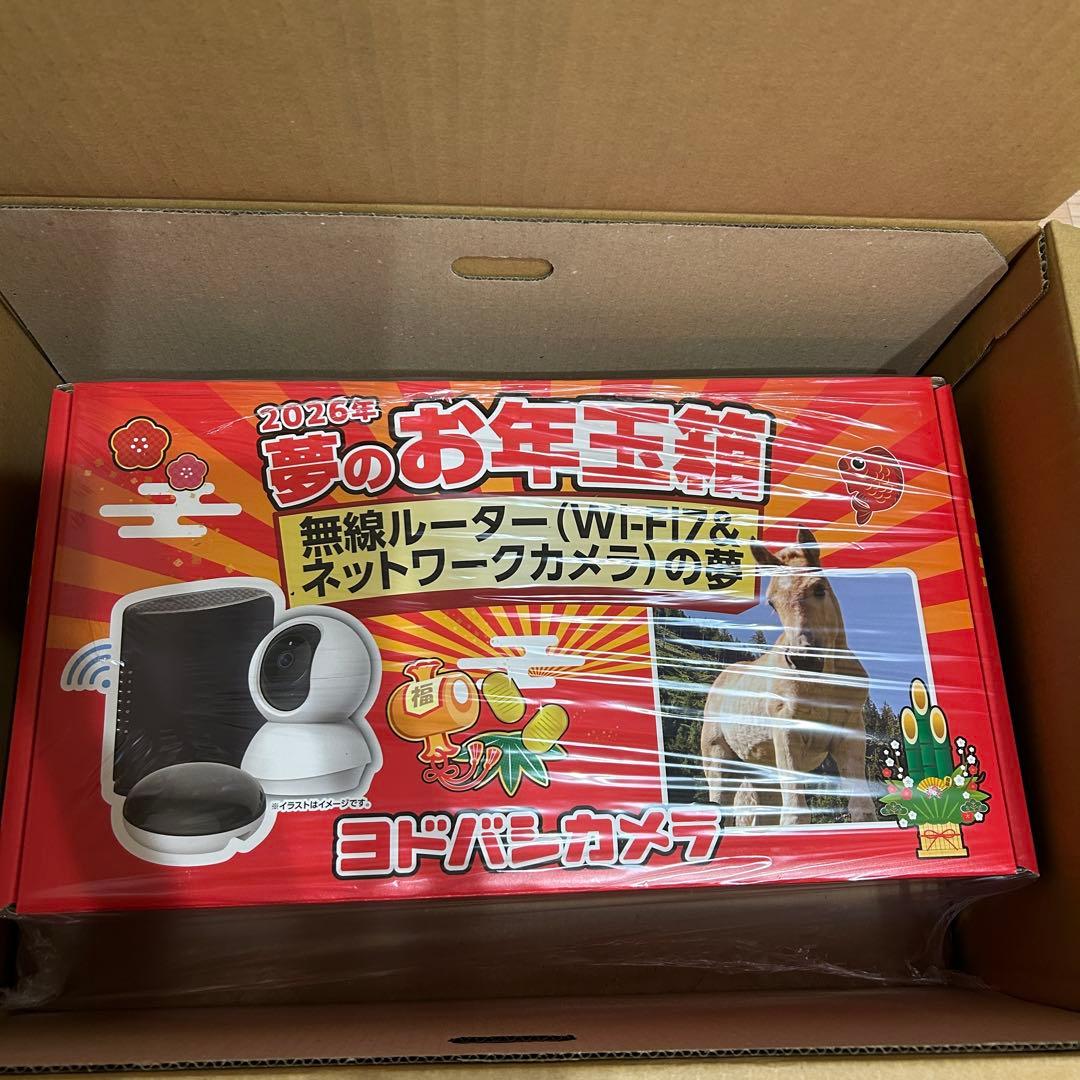 2026年
夢のお年玉箱
無線ルーター(Wi-Fi7&
ネットワークカメラ)の夢
福
※イラストはイメージです。
ヨドバシカメラ